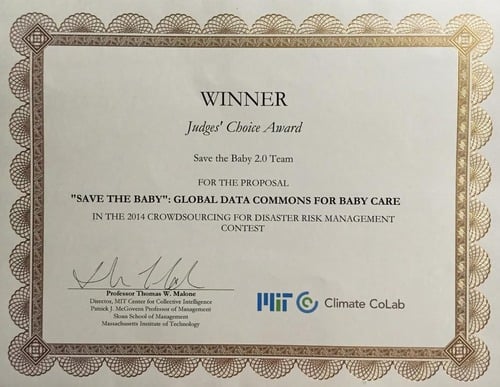 WINNER
Judges' Choice Award
Save the Baby 2.0 Team
FOR THE PROPOSAL
"SAVE THE BABY": GLOBAL DATA COMMONS FOR BABY CARE
IN THE 2014 CROWDSOURCING FOR DISASTER RISK MANAGEMENT
CONTEST
Professor Thomas W. Malone
Director, MIT Center for Collective Intelligence
Patrick J. McGovern Professor of Management
Sloan School of Management
Massachusetts Institute of Technology
MIT Climate CoLab